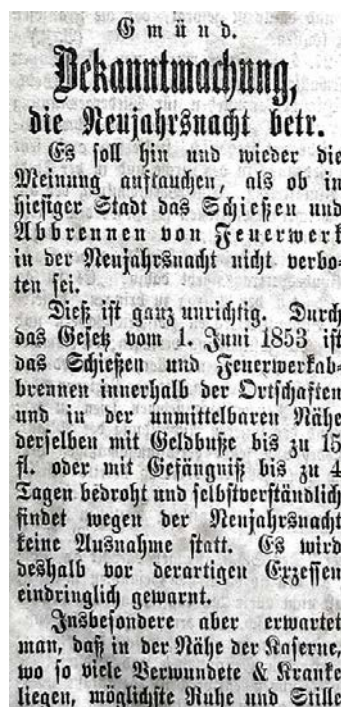 Gmünd.
Bekanntmachung,
die Neujahrsnacht betr.
Es soll hin und wieder die
Meinung auftauchen, als ob in
hiesiger Stadt das Schießen und
Abbrennen von Feuerwerk
in der Neujahrsnacht nicht verbo-
ten sei.
Dieß ist ganz unrichtig. Durch
das Gesetz vom 1. Juni 1853 ist
das Schießen und Feuerwerkab-
brennen innerhalb der Ortschaften
und in der unmittelbaren Nähe
derselben mit Geldbuße bis zu 15
fl. oder mit Gefängniß bis zu 4
Tagen bedroht und selbstverständlich
findet wegen der Neujahrsnacht
keine Ausnahme statt. Es wird
deshalb vor derartigen Exzessen
eindringlich gewarnt.
Insbesondere aber erwartet
man, daß in der Nähe der Kaserne,
wo so viele Verwundete & Kranke
liegen, möglichste Ruhe und Stille